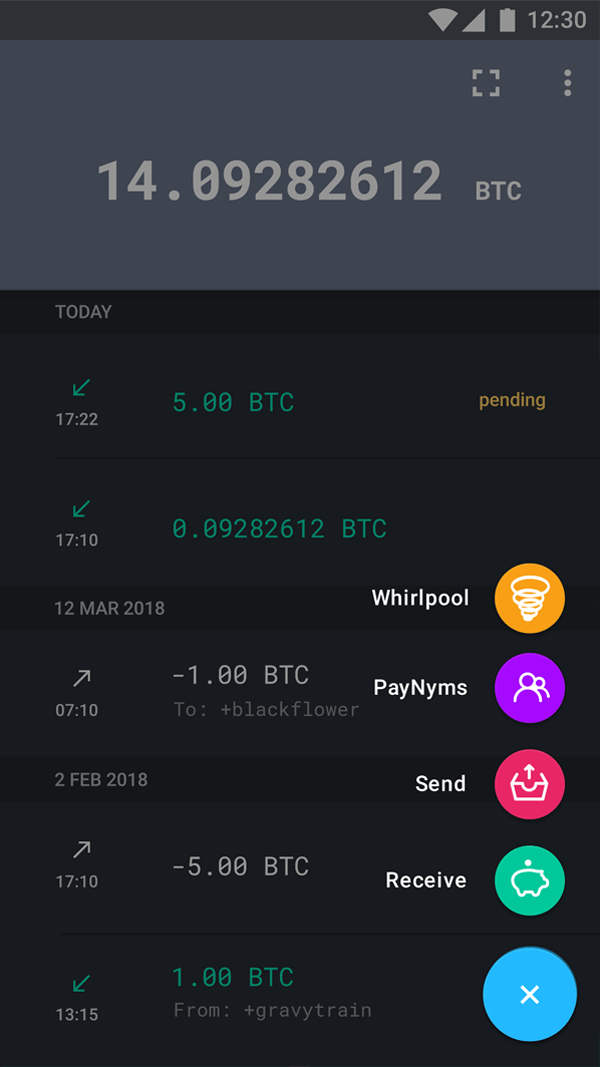 12:30
14.09282612 BTC
TODAY
5.00 BTC pending
17:22
0.09282612 BTC
17:10
Whirlpool
12 MAR 2018
-1.00 BTC
PayNyms
07:10 To: +blackflower
2 FEB 2018
Send
-5.00 BTC
17:10
Receive
1.00 BTC
13:15 From: +gravytrain